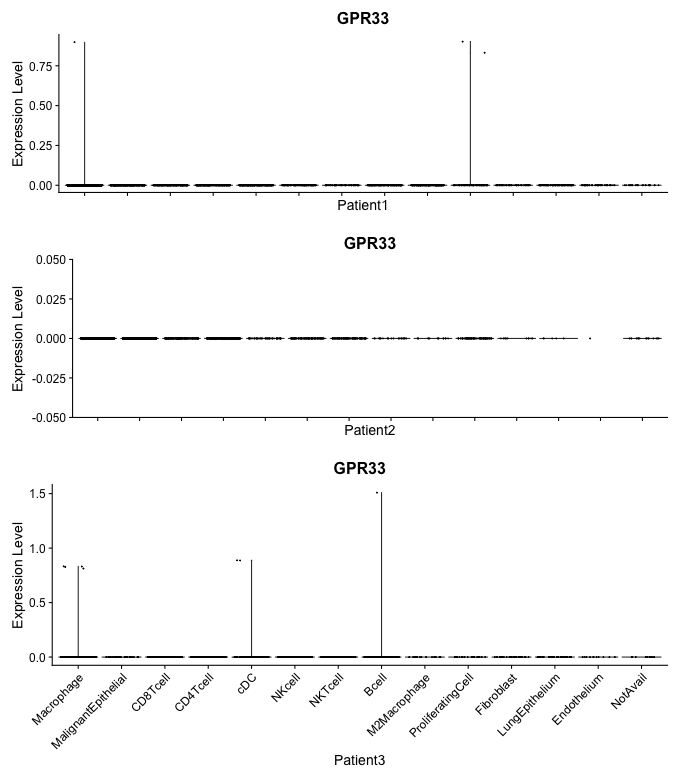 GPR33
Expression Level
0.75
0.50
0.25
0.00
Patient1
GPR33
Expression Level
0.050
0.025
0.000
-0.025
-0.050
Patient2
GPR33
Expression Level
1.5
1.0
0.5
0.0
Macrophage
MalignantEpithelial
CD8Tcell
CD4Tcell
cDC
NKcell
NKTcell
Bcell
M2Macrophage
ProliferatingCell
Fibroblast
LungEpithelium
Endothelium
NotAvail
Patient3